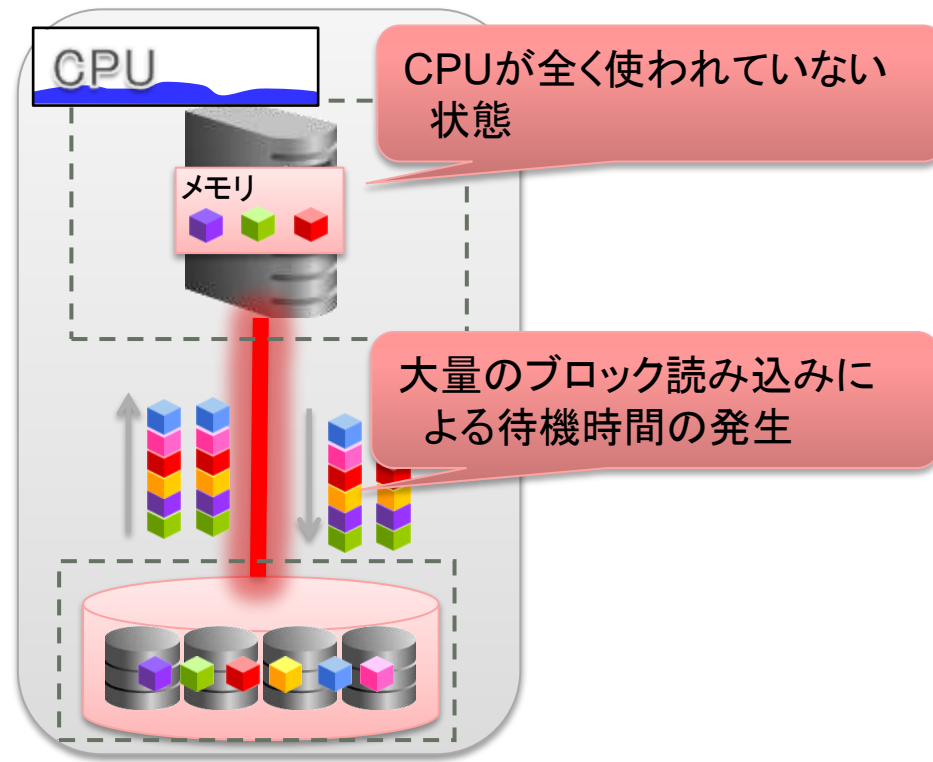 CPU
CPUが全く使われていない
状態
メモリ
大量のブロック読み込みに
よる待機時間の発生